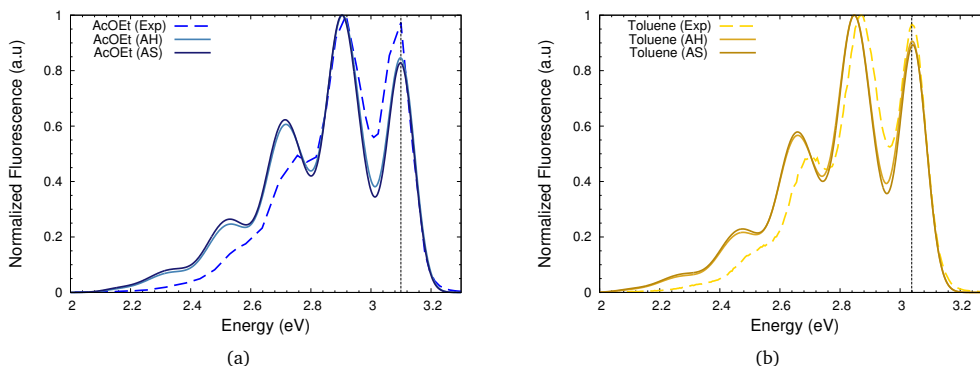 AcOEt (Exp)
AcOEt (AH)
AcOEt (AS)
Normalized Fluorescence (a.u)
1
0.8
0.6
0.4
0.2
0
2 2.2 2.4 2.6 2.8 3 3.2
Energy (eV)
(a)
Toluene (Exp)
Toluene (AH)
Toluene (AS)
Normalized Fluorescence (a.u)
1
0.8
0.6
0.4
0.2
0
2 2.2 2.4 2.6 2.8 3 3.2
Energy (eV)
(b)